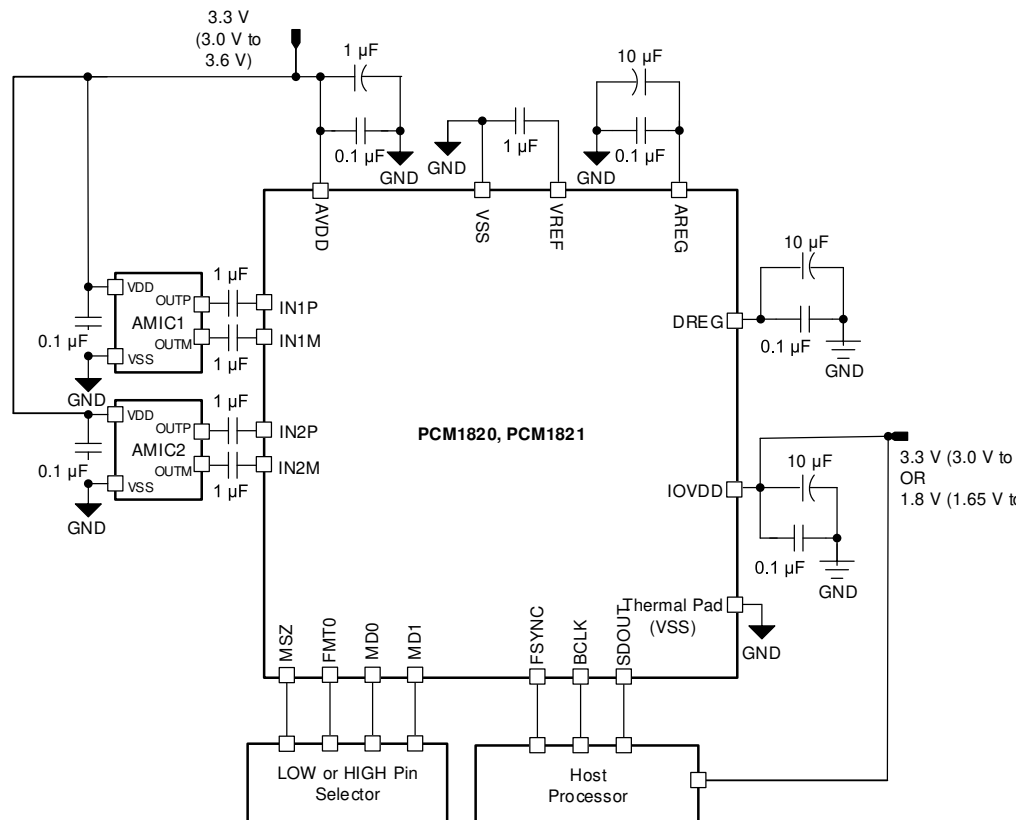 3.3 V
(3.0 V to
3.6 V)
1 µF
0.1 µF
GND
GND
1 µF
10 µF
0.1 µF
GND
AVDD
VSS
VREF
AREG
VDD
OUTP
AMIC1
OUTM
VSS
0.1 µF
GND
1 µF
1 µF
IN1P
IN1M
VDD
OUTP
AMIC2
OUTM
VSS
0.1 µF
GND
1 µF
1 µF
IN2P
IN2M
PCM1820, PCM1821
DREG
10 µF
0.1 µF
GND
IOVDD
10 µF
0.1 µF
GND
3.3 V (3.0 V to
OR
1.8 V (1.65 V to
Thermal Pad
(VSS)
GND
MSZ
FMT0
MD0
MD1
FSYNC
BCLK
SDOUT
LOW or HIGH Pin
Selector
Host
Processor